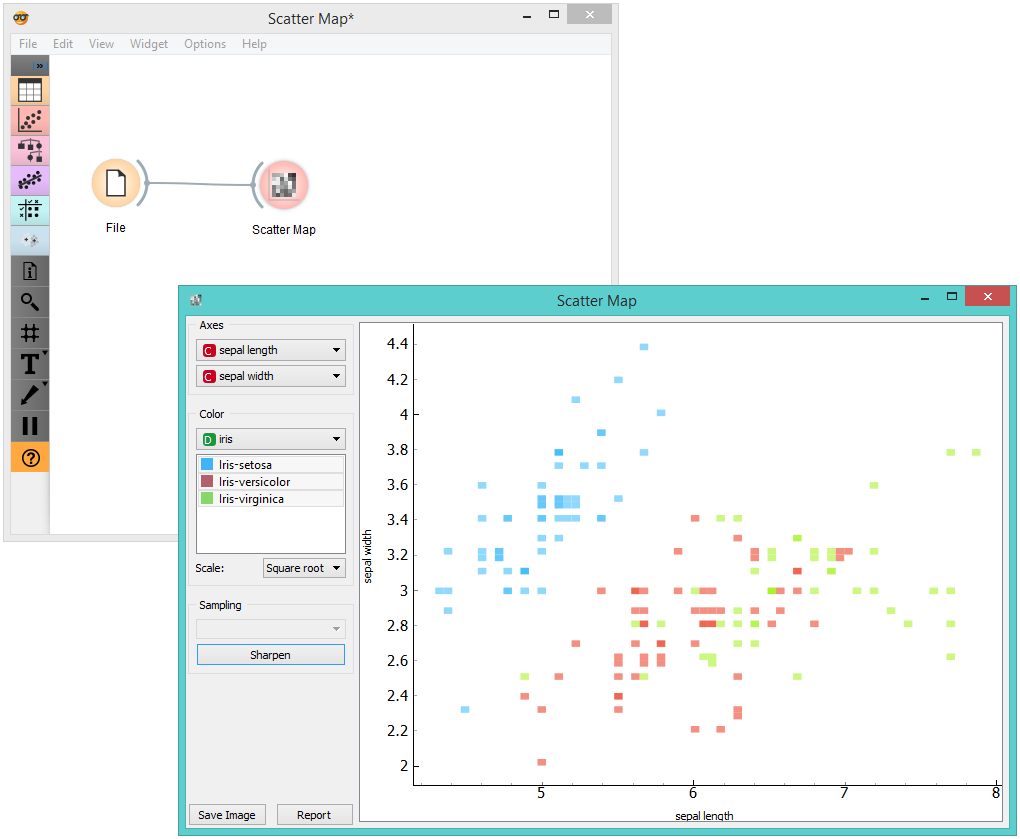 Scatter Map*
File Edit View Widget Options Help
»
File
Scatter Map
Scatter Map
Axes
C sepal length
C sepal width
Color
D iris
Iris-setosa
Iris-versicolor
Iris-virginica
Scale: Square root
Sampling
Sharpen
Save Image Report
sepal width
4.4
4.2
4
3.8
3.6
3.4
3.2
3
2.8
2.6
2.4
2.2
2
5 6 7 8
sepal length